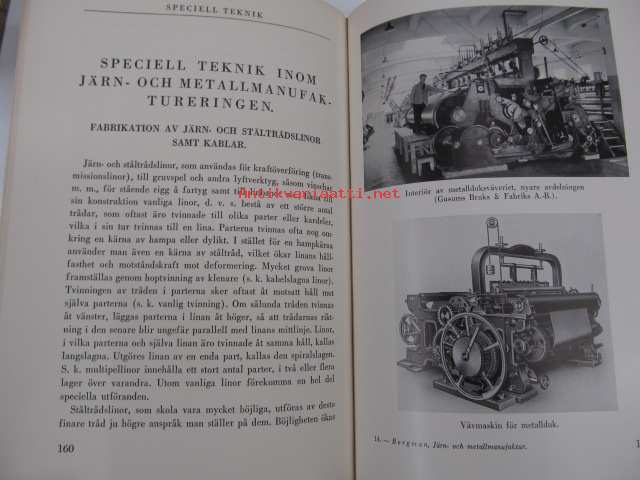 SPECIELL TEKNIK
SPECIELL TEKNIK INOM
JÄRN- OCH METALLMANUFAK-
TURERINGEN.
FABRIKATION AV JÄRN- OCH STÅLTRÅDSLINOR
SAMT KABLAR.
Järn- och ståltrådslinor, som användas för kraftöverföring (trans-
missionslinor), till gruvspel och andra lyftverktyg, såsom vinschar
m. m., för stående rigg å fartyg samt till
sin konstruktion vanliga linor, d. v. s. bestå av ett större antal
trådar, som oftast äro tvinnade till olika parter eller kardeler,
vilka i sin tur tvinnas till en lina. Parterna tvinnas ofta nog om-
kring en kärna av hampa eller dylikt. I stället för en hampkärna
använder man även en kärna av ståltråd, vilket ökar linans håll-
fasthet och motståndskraft mot deformering. Mycket grova linor
framställas genom hoptvinning av klenare (s. k. kabelslagna linor).
Tvinningen av tråden i parterna sker oftast åt motsatt håll mot
själva parterna (s. k. vanlig tvinning). Om sålunda tråden tvinnas
åt vänster, läggas parterna i linan åt höger, så att trådarnas rikt-
ning i den senare blir ungefär parallell med linans mittlinje. Linor,
i vilka parterna och själva linan äro tvinnade åt samma håll, kallas
langslagna. Utgöres linan av en enda part, kallas den spiralslagen.
S. k. multipellinor innehålla ett stort antal parter, i två eller flera
lager över varandra. Utom vanliga linor förekomma en hel del
speciella utföranden.
Ståltrådslinor, som skola vara mycket böjliga, utföras av desto
finare tråd ju högre anspråk man ställer på dem. Böjligheten ökas
160
Antikvariaatti.net
Interiör av metallduksväveriet, nyare avdelningen
(Gusums Bruks & Fabriks A.-B.).
Vävmaskin för metallduk.
14. — Bergman, Järn- och metallmanufaktur.
1